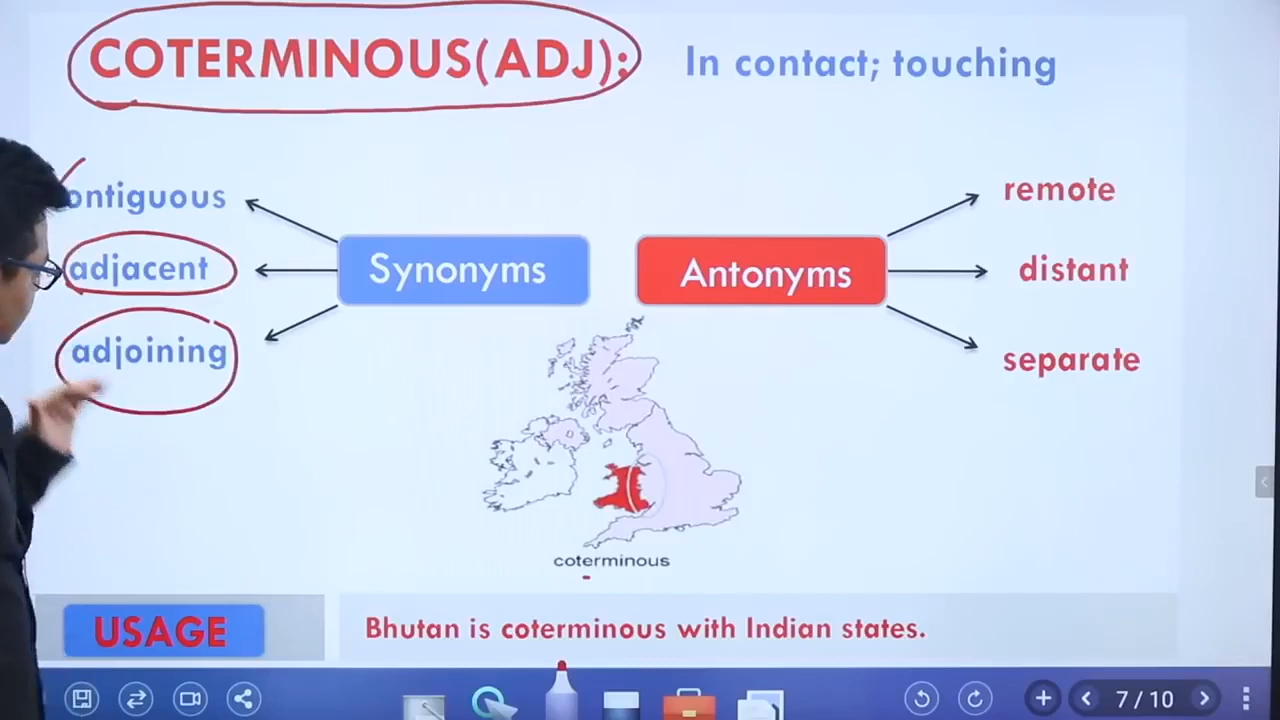 COTERMINOUS(ADJ): In contact; touching
ontiguous
adjacent
adjoining
Synonyms
Antonyms
remote
distant
separate
coterminous
USAGE
Bhutan is coterminous with Indian states.
7 / 10